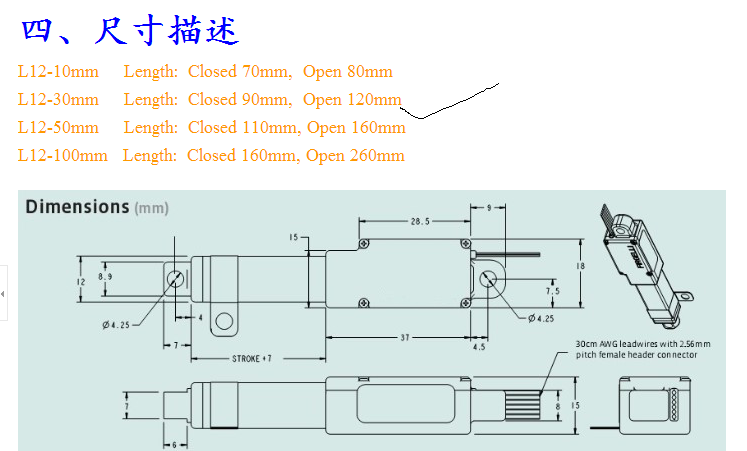 四、尺寸描述
L12-10mm Length: Closed 70mm, Open 80mm
L12-30mm Length: Closed 90mm, Open 120mm
L12-50mm Length: Closed 110mm, Open 160mm
L12-100mm Length: Closed 160mm, Open 260mm
Dimensions (mm)
9
28.5
15
12
8.9
18
7.5
4
Ø4.25
Ø4.25
7
37
4.5
STROKE +7
30cm AWG leadwires with 2.56mm
pitch female header connector
7
8
15
6